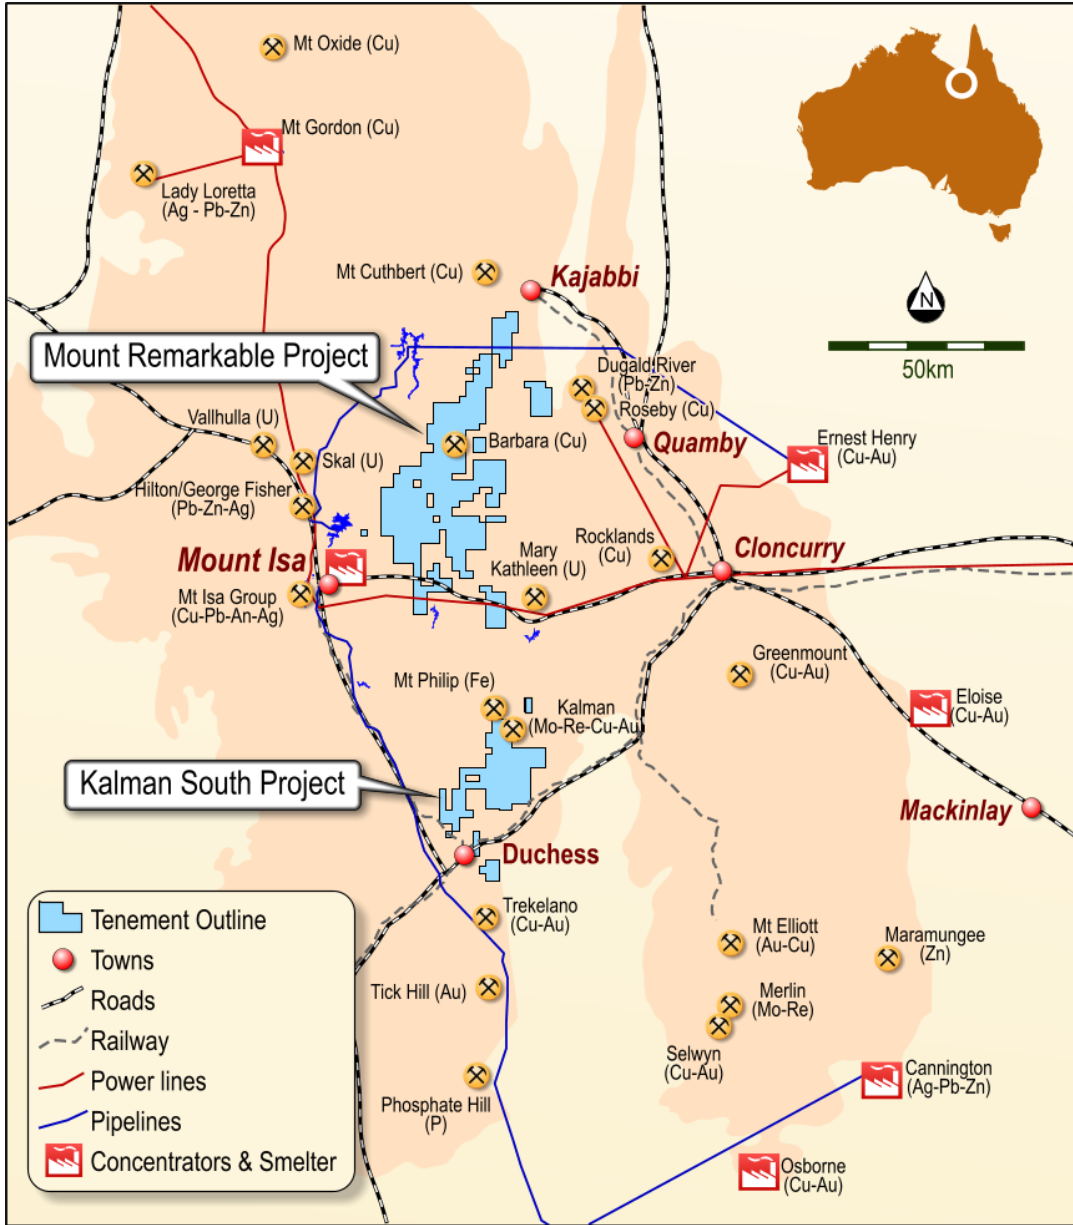 Mt Oxide (Cu)
Mt Gordon (Cu)
Lady Loretta
(Ag - Pb-Zn)
Mt Cuthbert (Cu)
Kajabbi
N
50km
Mount Remarkable Project
Dugald River
(Pb-Zn)
Roseby (Cu)
Vallhulla (U)
Barbara (Cu)
Quamby
Ernest Henry
(Cu-Au)
Skal (U)
Hilton/George Fisher
(Pb-Zn-Ag)
Mount Isa
Mary
Kathleen (U)
Rocklands
(Cu)
Cloncurry
Mt Isa Group
(Cu-Pb-An-Ag)
Greenmount
(Cu-Au)
Mt Philip (Fe)
Kalman
(Mo-Re-Cu-Au)
Eloise
(Cu-Au)
Kalman South Project
Mackinlay
Duchess
Trekelano
(Cu-Au)
Mt Elliott
(Au-Cu)
Maramungee
(Zn)
Tick Hill (Au)
Merlin
(Mo-Re)
Selwyn
(Cu-Au)
Cannington
(Ag-Pb-Zn)
Phosphate Hill
(P)
Osborne
(Cu-Au)
Tenement Outline
Towns
Roads
Railway
Power lines
Pipelines
Concentrators & Smelter